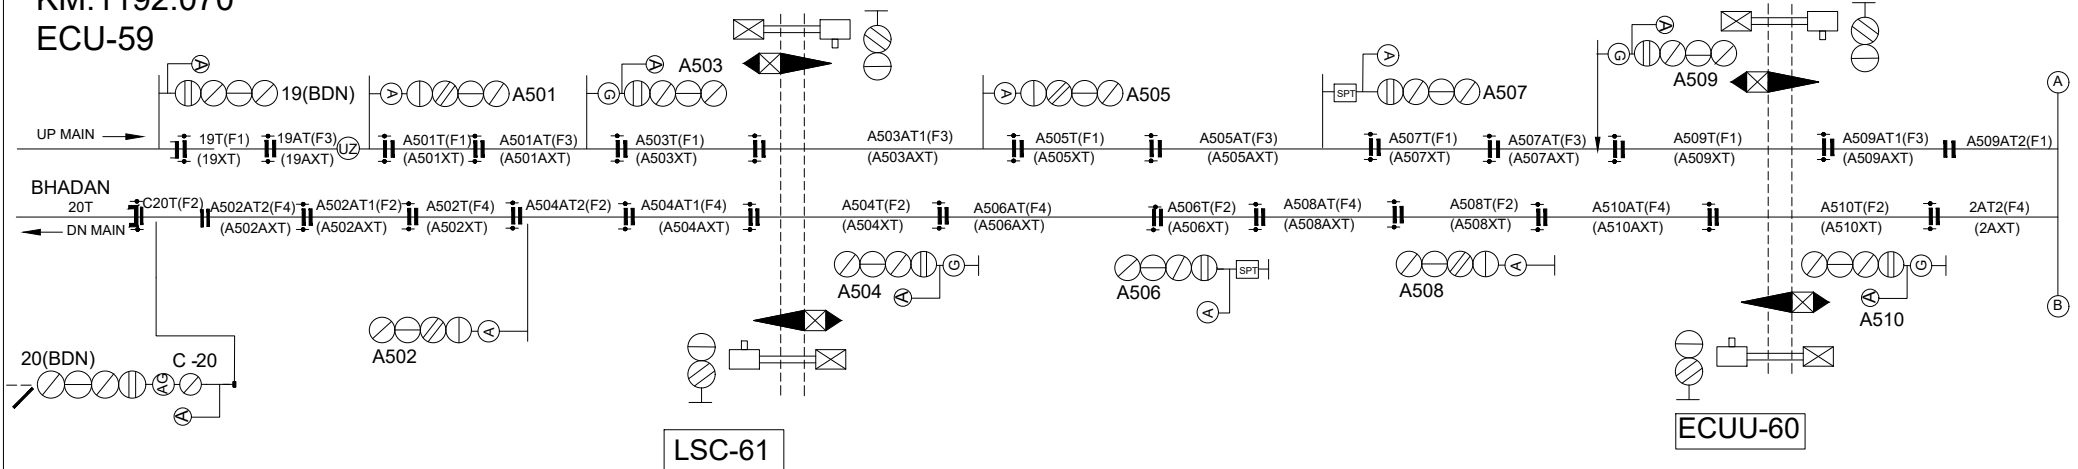 KM:1192.070
ECU-59
A
19(BDN)
A
A501
G
A
A503
A
A505
SPT
A
A507
G
A
A509
A
UP MAIN
19T(F1)
(19XT)
19AT(F3)
(19AXT)
UZ
A501T(F1)
(A501XT)
A501AT(F3)
(A501AXT)
A503T(F1)
(A503XT)
A503AT1(F3)
(A503AXT)
A505T(F1)
(A505XT)
A505AT(F3)
(A505AXT)
A507T(F1)
(A507XT)
A507AT(F3)
(A507AXT)
A509T(F1)
(A509XT)
A509AT1(F3)
(A509AXT)
A509AT2(F1)
BHADAN
20T
DN MAIN
C20T(F2)
A502AT2(F4)
(A502AXT)
A502AT1(F2)
(A502AXT)
A502T(F4)
(A502XT)
A504AT2(F2)
A504AT1(F4)
(A504AXT)
A504T(F2)
(A504XT)
A506AT(F4)
(A506AXT)
A506T(F2)
(A506XT)
A508AT(F4)
(A508AXT)
A508T(F2)
(A508XT)
A510AT(F4)
(A510AXT)
A510T(F2)
(A510XT)
2AT2(F4)
(2AXT)
G
A504
A
SPT
A506
A
A
A508
G
A
A510
B
A
A502
20(BDN)
C -20
AG
A
LSC-61
ECUU-60